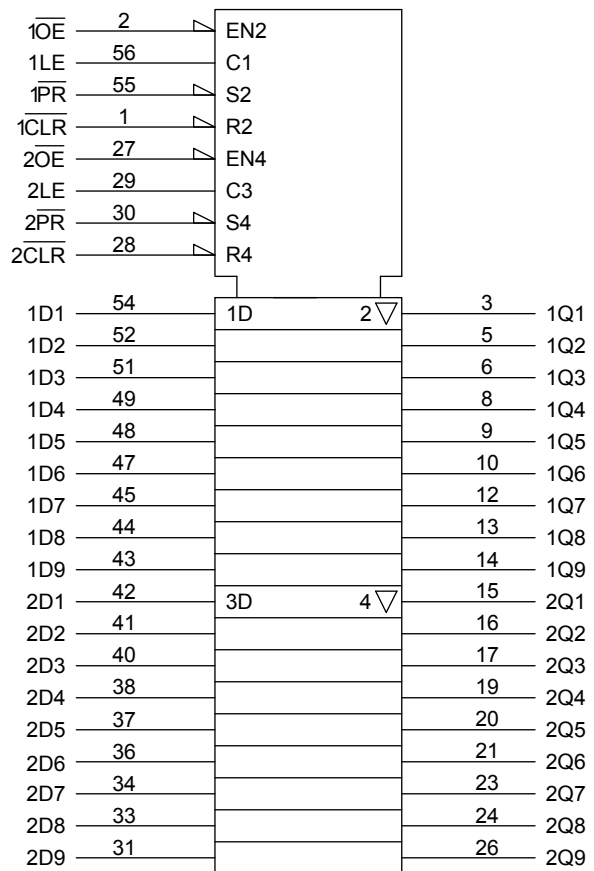 1OE 2 EN2
1LE 56 C1
1PR 55 S2
1CLR 1 R2
2OE 27 EN4
2LE 29 C3
2PR 30 S4
2CLR 28 R4
1D1 54 1D 2 3 1Q1
1D2 52 5 1Q2
1D3 51 6 1Q3
1D4 49 8 1Q4
1D5 48 9 1Q5
1D6 47 10 1Q6
1D7 45 12 1Q7
1D8 44 13 1Q8
1D9 43 14 1Q9
2D1 42 3D 4 15 2Q1
2D2 41 16 2Q2
2D3 40 17 2Q3
2D4 38 19 2Q4
2D5 37 20 2Q5
2D6 36 21 2Q6
2D7 34 23 2Q7
2D8 33 24 2Q8
2D9 31 26 2Q9